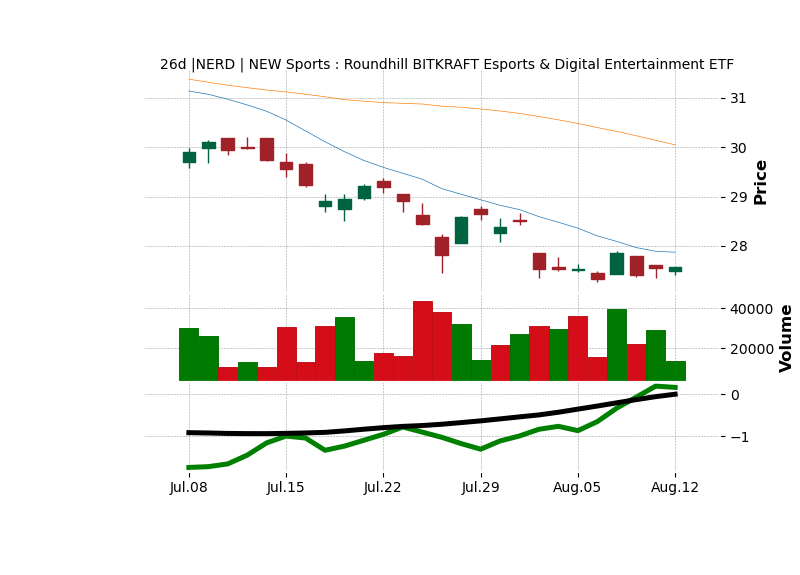 26d |NERD | NEW Sports : Roundhill BITKRAFT Esports & Digital Entertainment ETF
31
30
29
28
Price
40000
20000
Volume
0
−1
Jul.08 Jul.15 Jul.22 Jul.29 Aug.05 Aug.12